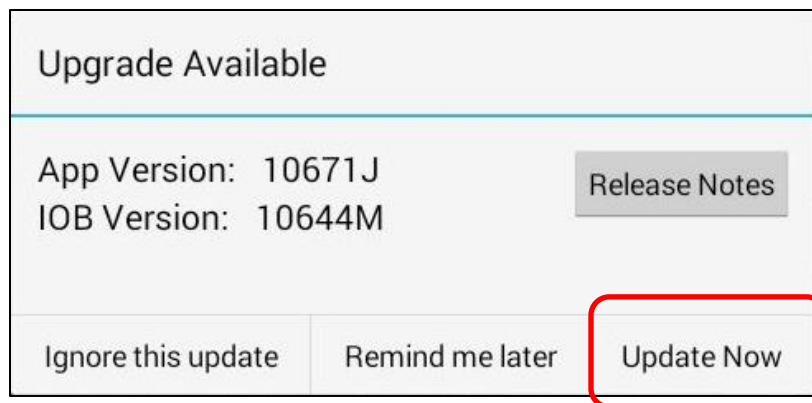 Upgrade Available
App Version: 10671J
Release Notes
IOB Version: 10644M
Ignore this update
Remind me later
Update Now